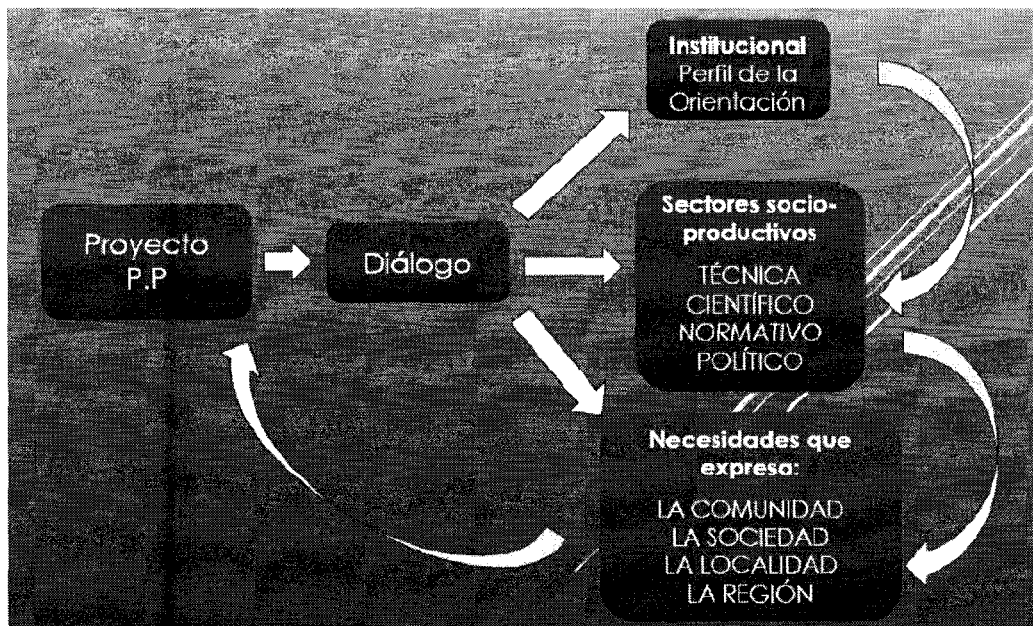 Proyecto
P.P
Diálogo
Institucional
Perfil de la
Orientación
Sectores socio-
productivos
TÉCNICA
CIENTÍFICO
NORMATIVO
POLÍTICO
Necesidades que
expresa:
LA COMUNIDAD
LA SOCIEDAD
LA LOCALIDAD
LA REGIÓN